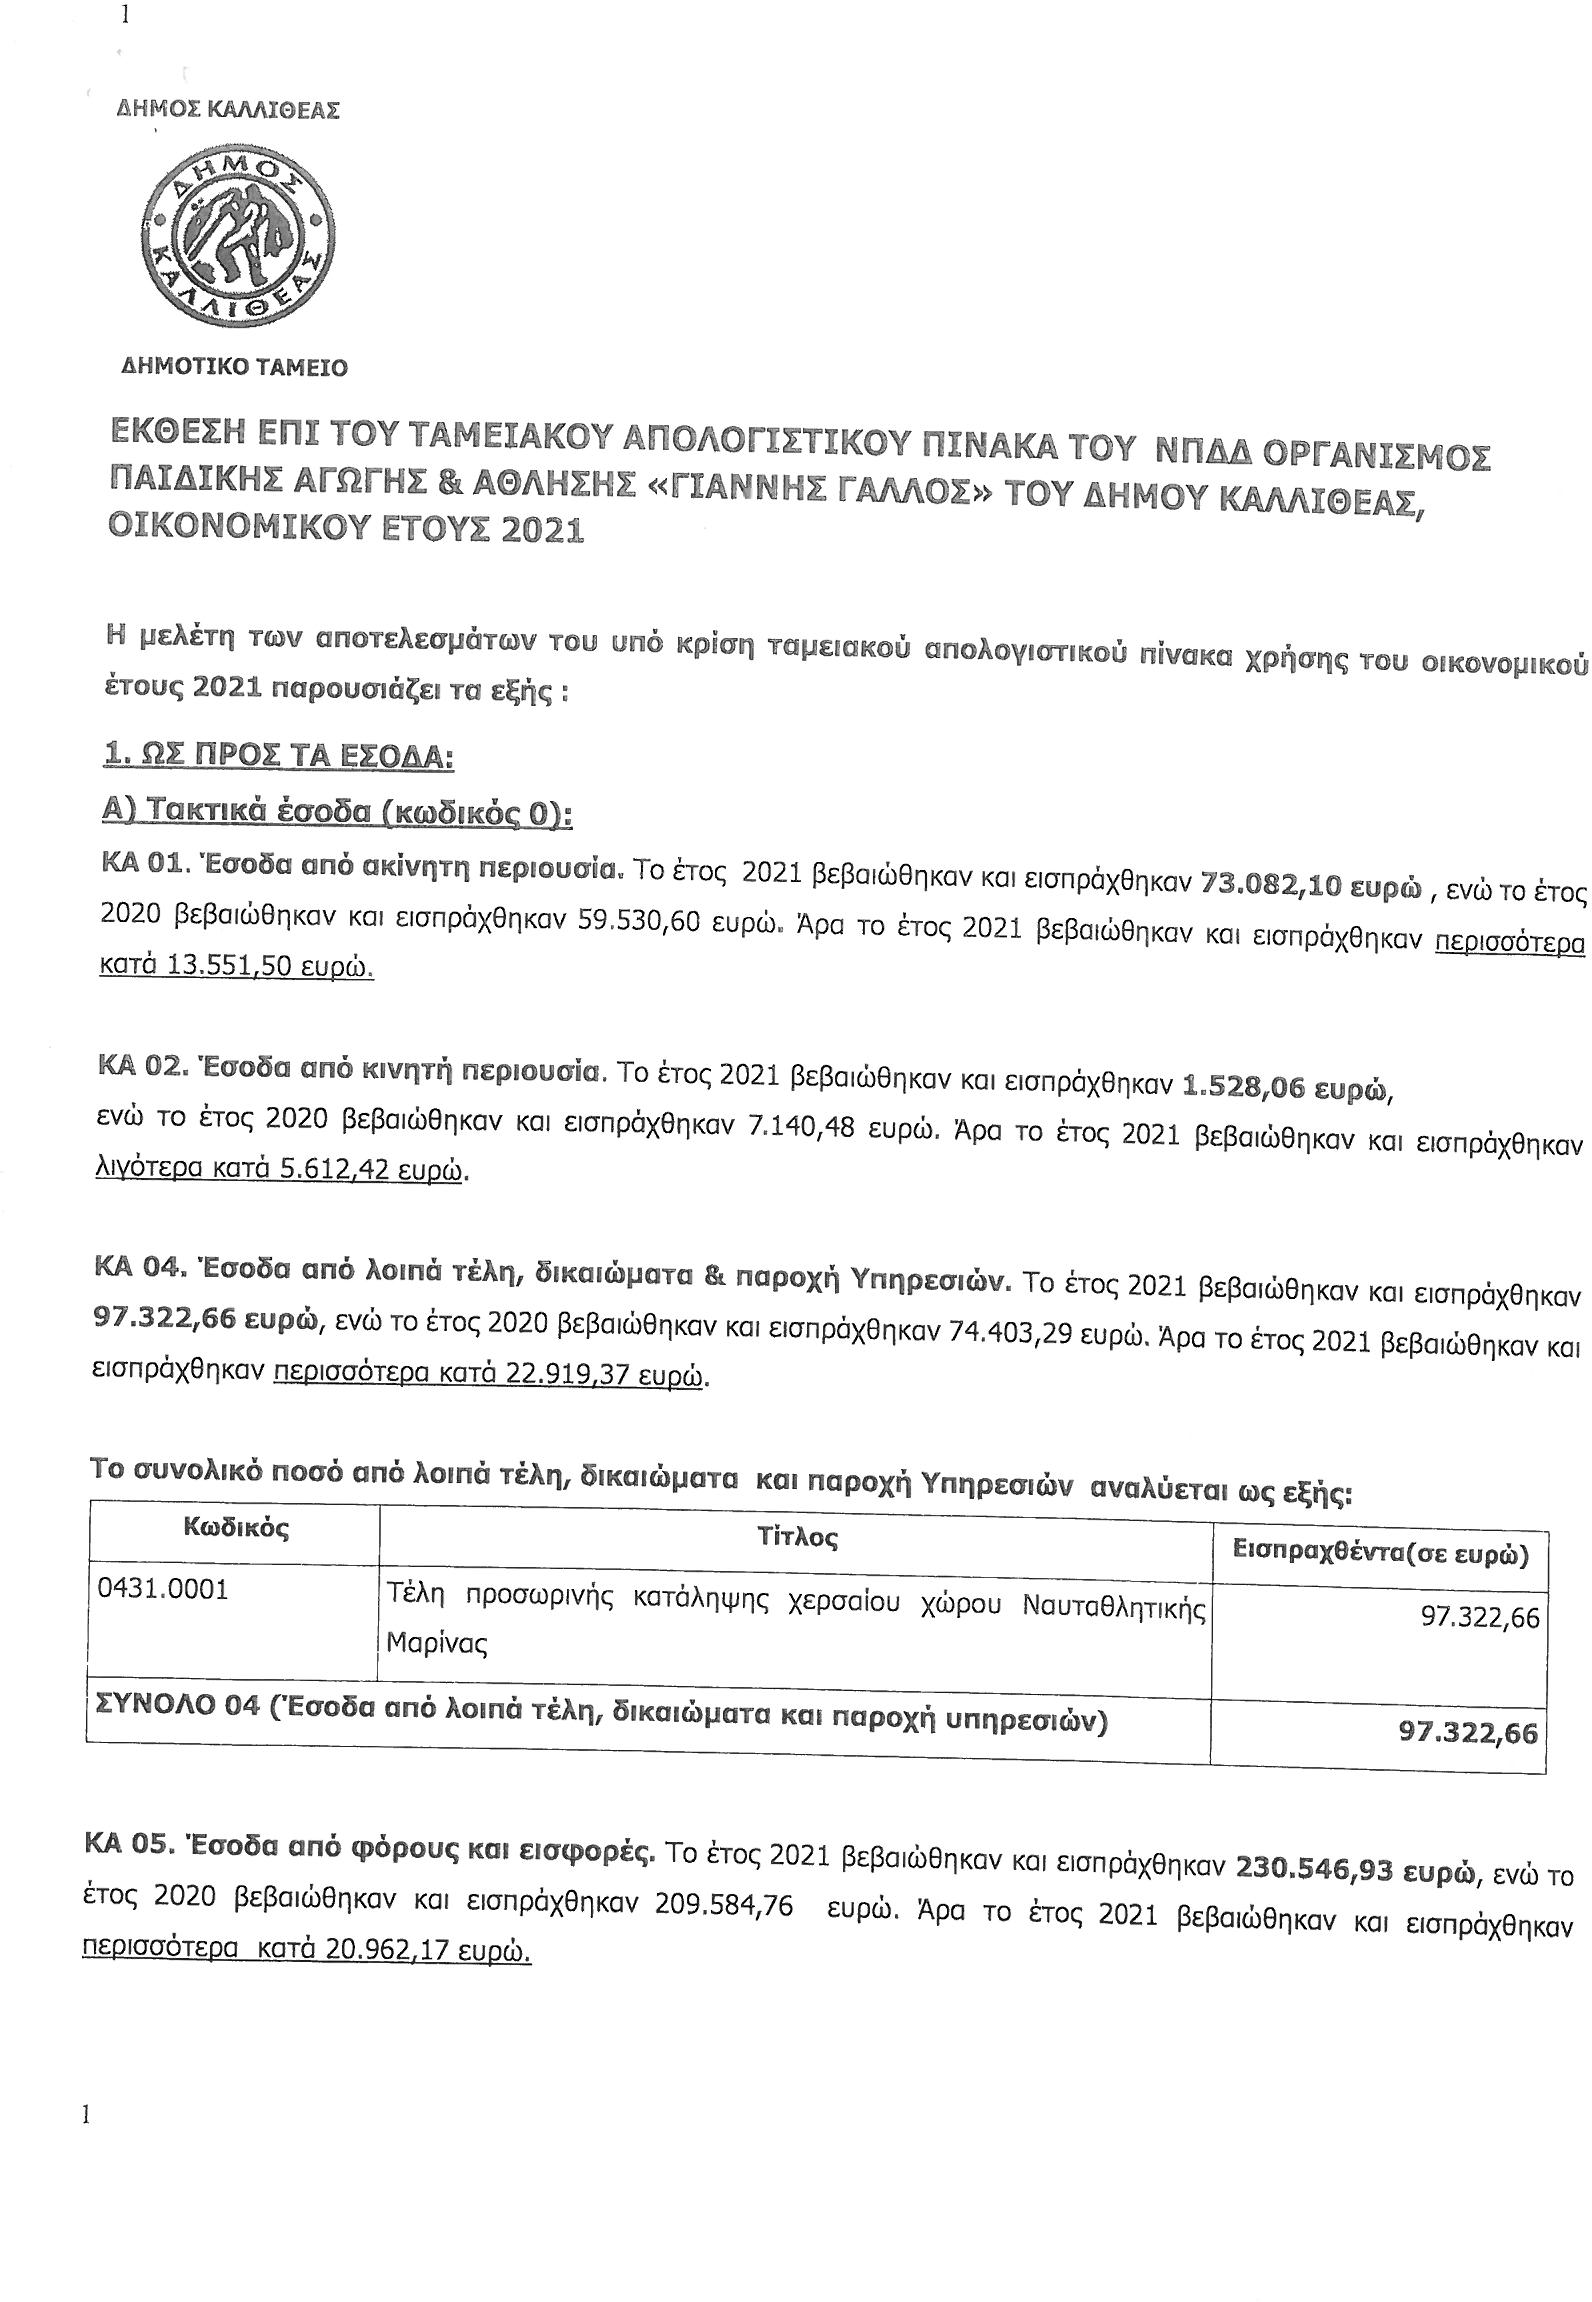 1
ΔΗΜΟΣ ΚΑΛΛΙΘΕΑΣ
ΔΗΜΟΣ
ΚΑΛΛΙΘΕΑΣ
ΔΗΜΟΤΙΚΟ ΤΑΜΕΙΟ
ΕΚΘΕΣΗ ΕΠΙ ΤΟΥ ΤΑΜΕΙΑΚΟΥ ΑΠΟΛΟΓΙΣΤΙΚΟΥ ΠΙΝΑΚΑ ΤΟΥ ΝΠΔΔ ΟΡΓΑΝΙΣΜΟΣ
ΠΑΙΔΙΚΗΣ ΑΓΩΓΗΣ & ΑΘΛΗΣΗΣ «ΓΙΑΝΝΗΣ ΓΑΛΛΟΣ» ΤΟΥ ΔΗΜΟΥ ΚΑΛΛΙΘΕΑΣ,
ΟΙΚΟΝΟΜΙΚΟΥ ΕΤΟΥΣ 2021
Η μελέτη των αποτελεσμάτων του υπό κρίση ταμειακού απολογιστικού πίνακα χρήσης του οικονομικού
έτους 2021 παρουσιάζει τα εξής :
1. ΩΣ ΠΡΟΣ ΤΑ ΕΣΟΔΑ:
Α) Τακτικά έσοδα (κωδικός 0):
ΚΑ 01. Έσοδα από ακίνητη περιουσία. Το έτος 2021 βεβαιώθηκαν και εισπράχθηκαν 73.082,10 ευρώ , ενώ το έτος
2020 βεβαιώθηκαν και εισπράχθηκαν 59.530,60 ευρώ. Άρα το έτος 2021 βεβαιώθηκαν και εισπράχθηκαν περισσότερα
κατά 13.551,50 ευρώ.
ΚΑ 02. Έσοδα από κινητή περιουσία. Το έτος 2021 βεβαιώθηκαν και εισπράχθηκαν 1.528,06 ευρώ,
ενώ το έτος 2020 βεβαιώθηκαν και εισπράχθηκαν 7.140,48 ευρώ. Άρα το έτος 2021 βεβαιώθηκαν και εισπράχθηκαν
λιγότερα κατά 5.612,42 ευρώ.
ΚΑ 04. Έσοδα από λοιπά τέλη, δικαιώματα & παροχή Υπηρεσιών. Το έτος 2021 βεβαιώθηκαν και εισπράχθηκαν
97.322,66 ευρώ, ενώ το έτος 2020 βεβαιώθηκαν και εισπράχθηκαν 74.403,29 ευρώ. Άρα το έτος 2021 βεβαιώθηκαν και
εισπράχθηκαν περισσότερα κατά 22.919,37 ευρώ.
Το συνολικό ποσό από λοιπά τέλη, δικαιώματα και παροχή Υπηρεσιών αναλύεται ως εξής:
Κωδικός Τίτλος Εισπραχθέντα(σε ευρώ)
0431.0001 Τέλη προσωρινής κατάληψης χερσαίου χώρου Ναυταθλητικής 97.322,66
Μαρίνας
ΣΥΝΟΛΟ 04 (Έσοδα από λοιπά τέλη, δικαιώματα και παροχή υπηρεσιών) 97.322,66
ΚΑ 05. Έσοδα από φόρους και εισφορές. Το έτος 2021 βεβαιώθηκαν και εισπράχθηκαν 230.546,93 ευρώ, ενώ το
έτος 2020 βεβαιώθηκαν και εισπράχθηκαν 209.584,76 ευρώ. Άρα το έτος 2021 βεβαιώθηκαν και εισπράχθηκαν
περισσότερα κατά 20.962,17 ευρώ.
1